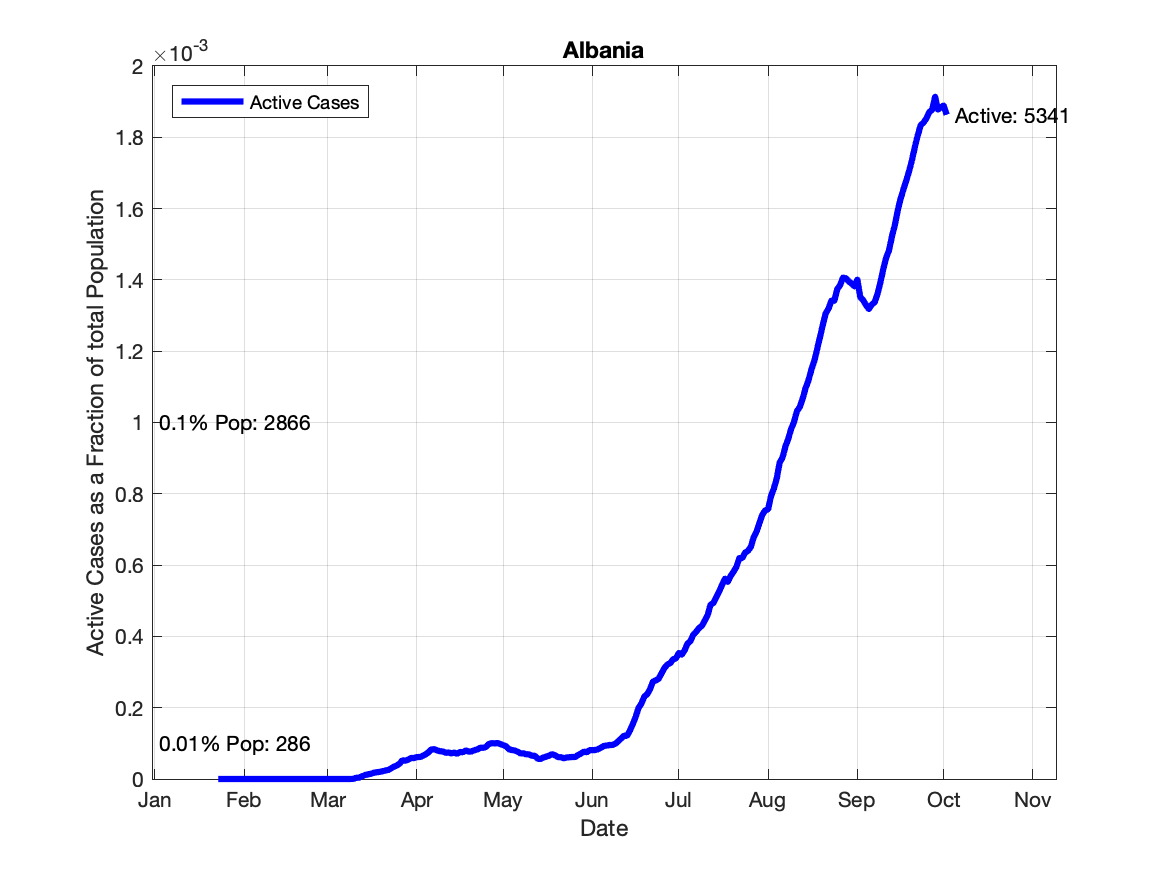 Albania
×10-3
Active Cases
Active: 5341
2
1.8
1.6
1.4
1.2
1
0.8
0.6
0.4
0.2
0
0.1% Pop: 2866
0.01% Pop: 286
Active Cases as a Fraction of total Population
Jan Feb Mar Apr May Jun Jul Aug Sep Oct Nov
Date